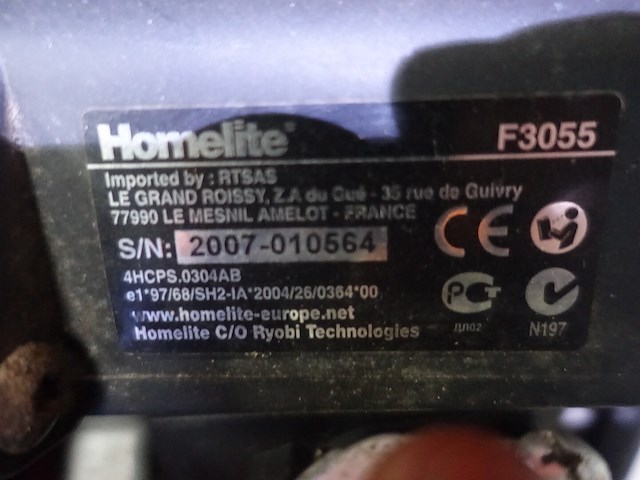 Homelite® F3055
Imported by : RTSAS
LE GRAND ROISSY, Z.A du Gué - 35 rue de Guivry
77990 LE MESNIL AMELOT - FRANCE
S/N: 2007-010564
CE
4HCPS.0304AB
e1*97/68/SH2-IA*2004/26/0364*00
www.homelite-europe.net
Homelite C/O Ryobi Technologies
N197